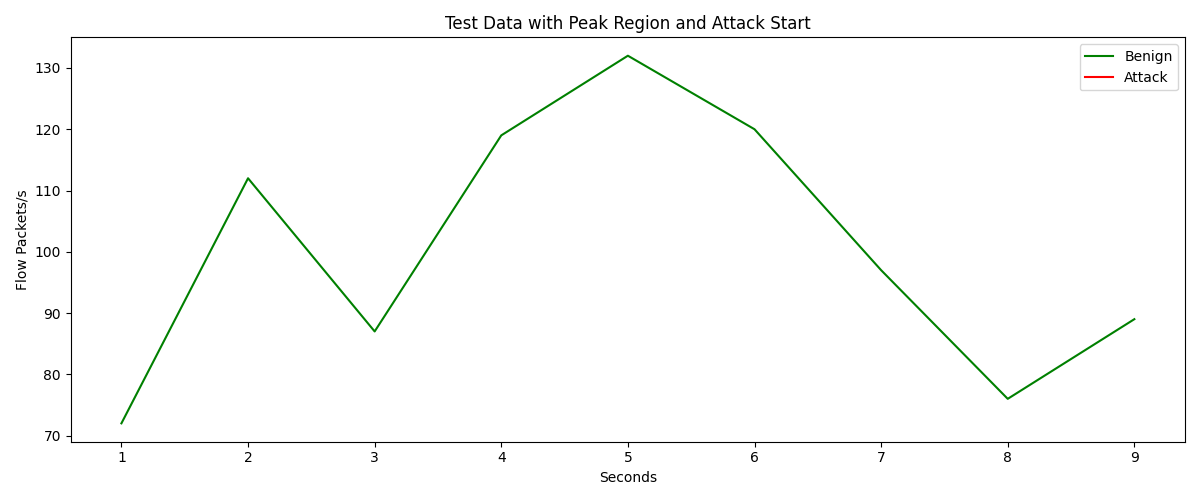 Test Data with Peak Region and Attack Start
Benign
Attack
Flow Packets/s
130
120
110
100
90
80
70
1 2 3 4 5 6 7 8 9
Seconds